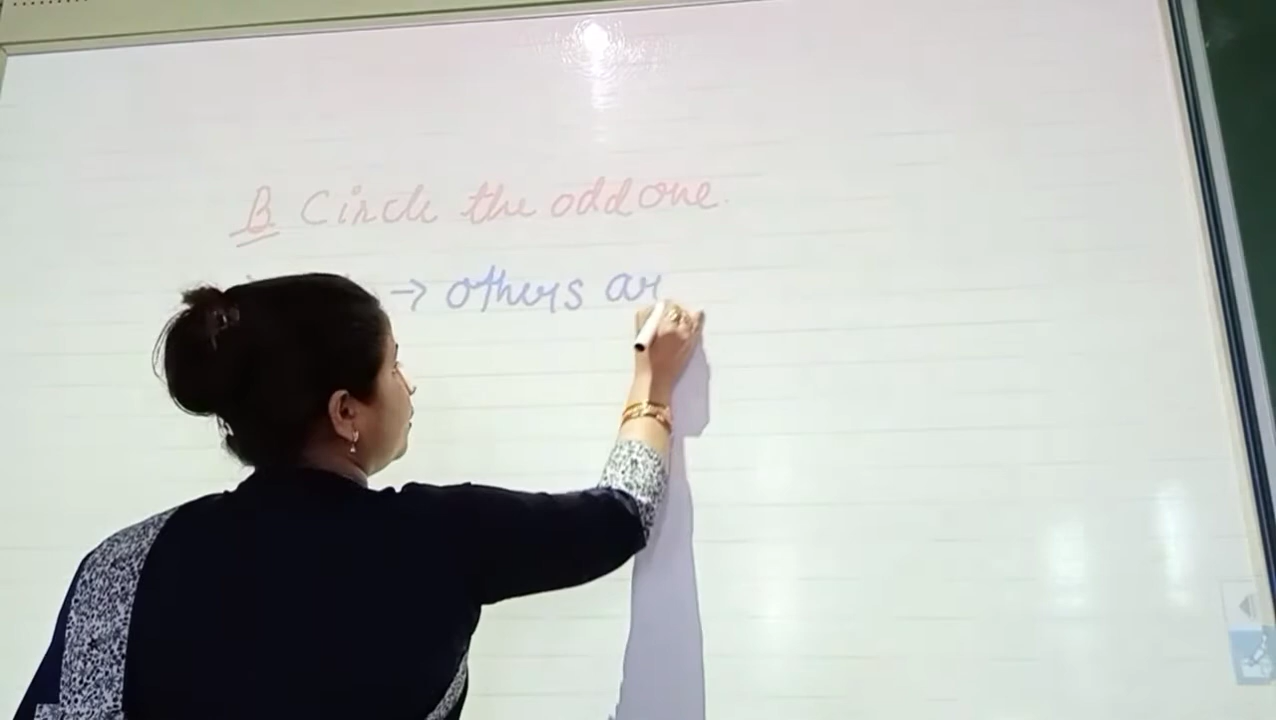 B Circle the odd one.
→ others ar